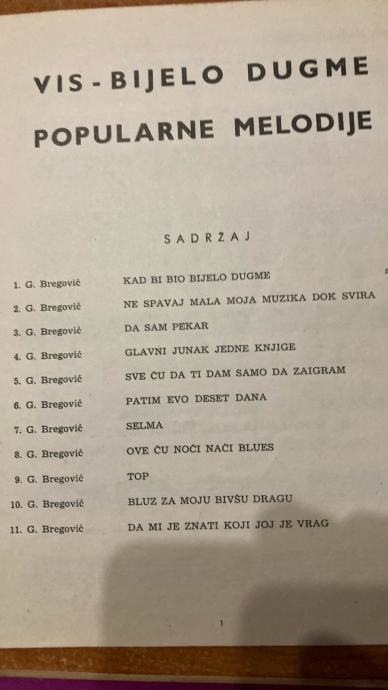 VIS - BIJELO DUGME
POPULARNE MELODIJE
SADRŽAJ
1. G. Bregović KAD BI BIO BIJELO DUGME
2. G. Bregović NE SPAVAJ MALA MOJA MUZIKA DOK SVIRA
3. G. Bregović DA SAM PEKAR
4. G. Bregović GLAVNI JUNAK JEDNE KNJIGE
5. G. Bregović SVE ĆU DA TI DAM SAMO DA ZAIGRAM
6. G. Bregović PATIM EVO DESET DANA
7. G. Bregović SELMA
8. G. Bregović OVE ĆU NOĆI NAĆI BLUES
9. G. Bregović TOP
10. G. Bregović BLUZ ZA MOJU BIVŠU DRAGU
11. G. Bregović DA MI JE ZNATI KOJI JOJ JE VRAG
1